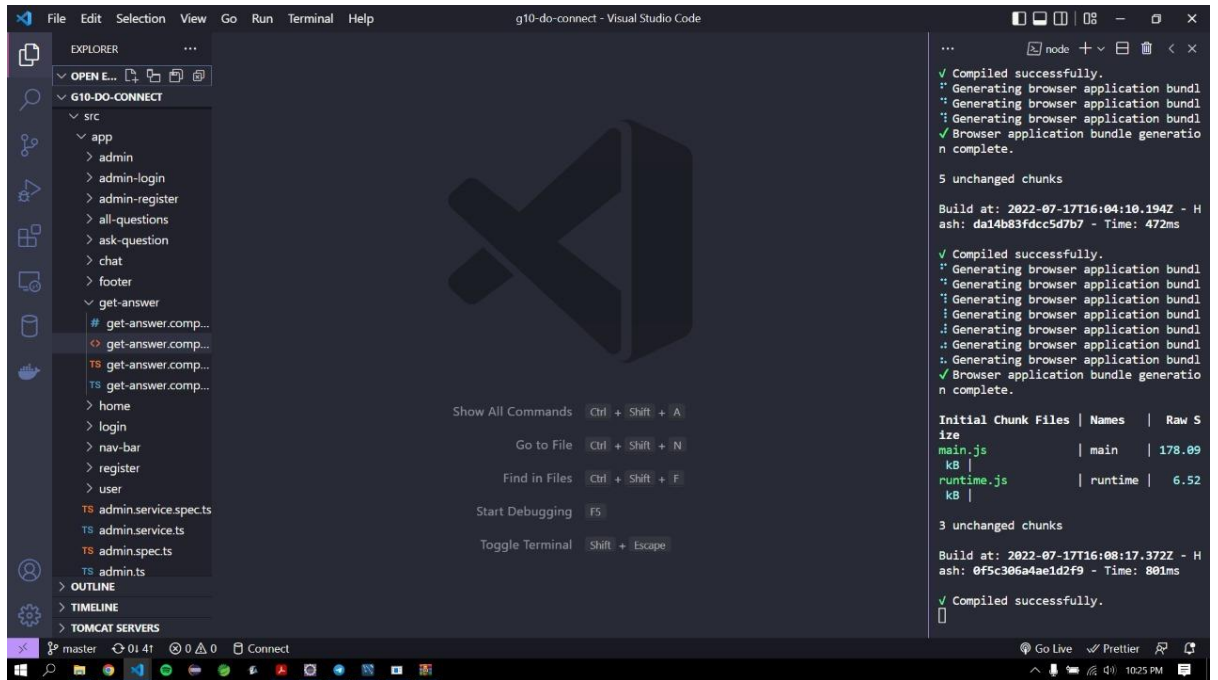 File Edit Selection View Go Run Terminal Help
g10-do-connect - Visual Studio Code
EXPLORER
OPEN E...
G10-DO-CONNECT
src
app
admin
admin-login
admin-register
all-questions
ask-question
chat
footer
get-answer
# get-answer.comp...
<> get-answer.comp...
TS get-answer.comp...
TS get-answer.comp...
home
login
nav-bar
register
user
TS admin.service.spec.ts
TS admin.service.ts
TS admin.spec.ts
TS admin.ts
OUTLINE
TIMELINE
TOMCAT SERVERS
Show All Commands Ctrl + Shift + A
Go to File Ctrl + Shift + N
Find in Files Ctrl + Shift + F
Start Debugging F5
Toggle Terminal Shift + Escape
node
√ Compiled successfully.
Generating browser application bundl
Generating browser application bundl
Generating browser application bundl
✓ Browser application bundle generatio
n complete.
5 unchanged chunks
Build at: 2022-07-17T16:04:10.194Z - H
ash: da14b83fdcc5d7b7 - Time: 472ms
√ Compiled successfully.
Generating browser application bundl
Generating browser application bundl
Generating browser application bundl
Generating browser application bundl
Generating browser application bundl
Generating browser application bundl
Generating browser application bundl
✓ Browser application bundle generatio
n complete.
Initial Chunk Files | Names | Raw S
ize
main.js | main | 178.09
kB |
runtime.js | runtime | 6.52
kB |
3 unchanged chunks
Build at: 2022-07-17T16:08:17.372Z - H
ash: 0f5c306a4ae1d2f9 - Time: 801ms
√ Compiled successfully.
master 0↓ 4↑ 0 0 Connect
Go Live Prettier
10:25 PM